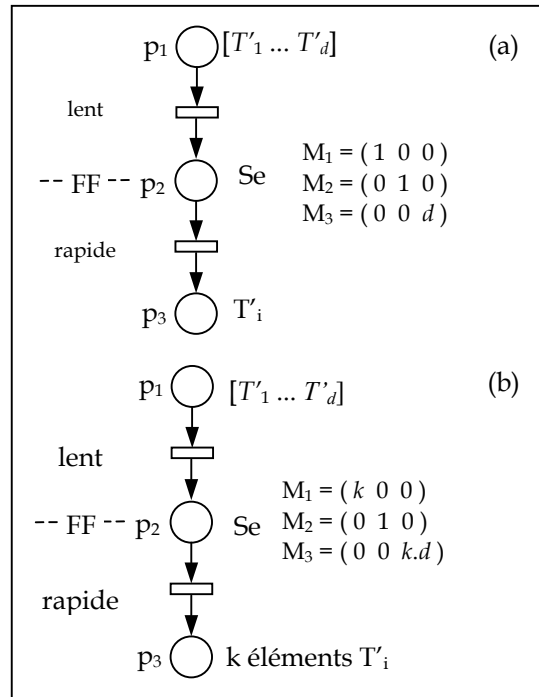 p₁ [T'₁ ... T'd] (a)
lent
-- FF -- p₂ Se
M₁ = ( 1 0 0 )
M₂ = ( 0 1 0 )
M₃ = ( 0 0 d )
rapide
p₃ T'ᵢ
p₁ [T'₁ ... T'd] (b)
lent
-- FF -- p₂ Se
M₁ = ( k 0 0 )
M₂ = ( 0 1 0 )
M₃ = ( 0 0 k.d )
rapide
p₃ k éléments T'ᵢ